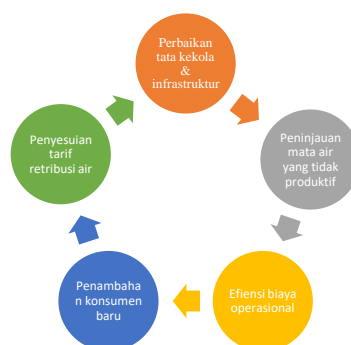 Perbaikan
tata kekola
&
infrastruktur
Peninjauan
mata air
yang tidak
produktif
Efiensi biaya
operasional
Penambaha
n konsumen
baru
Penyesuian
tarif
retribusi air